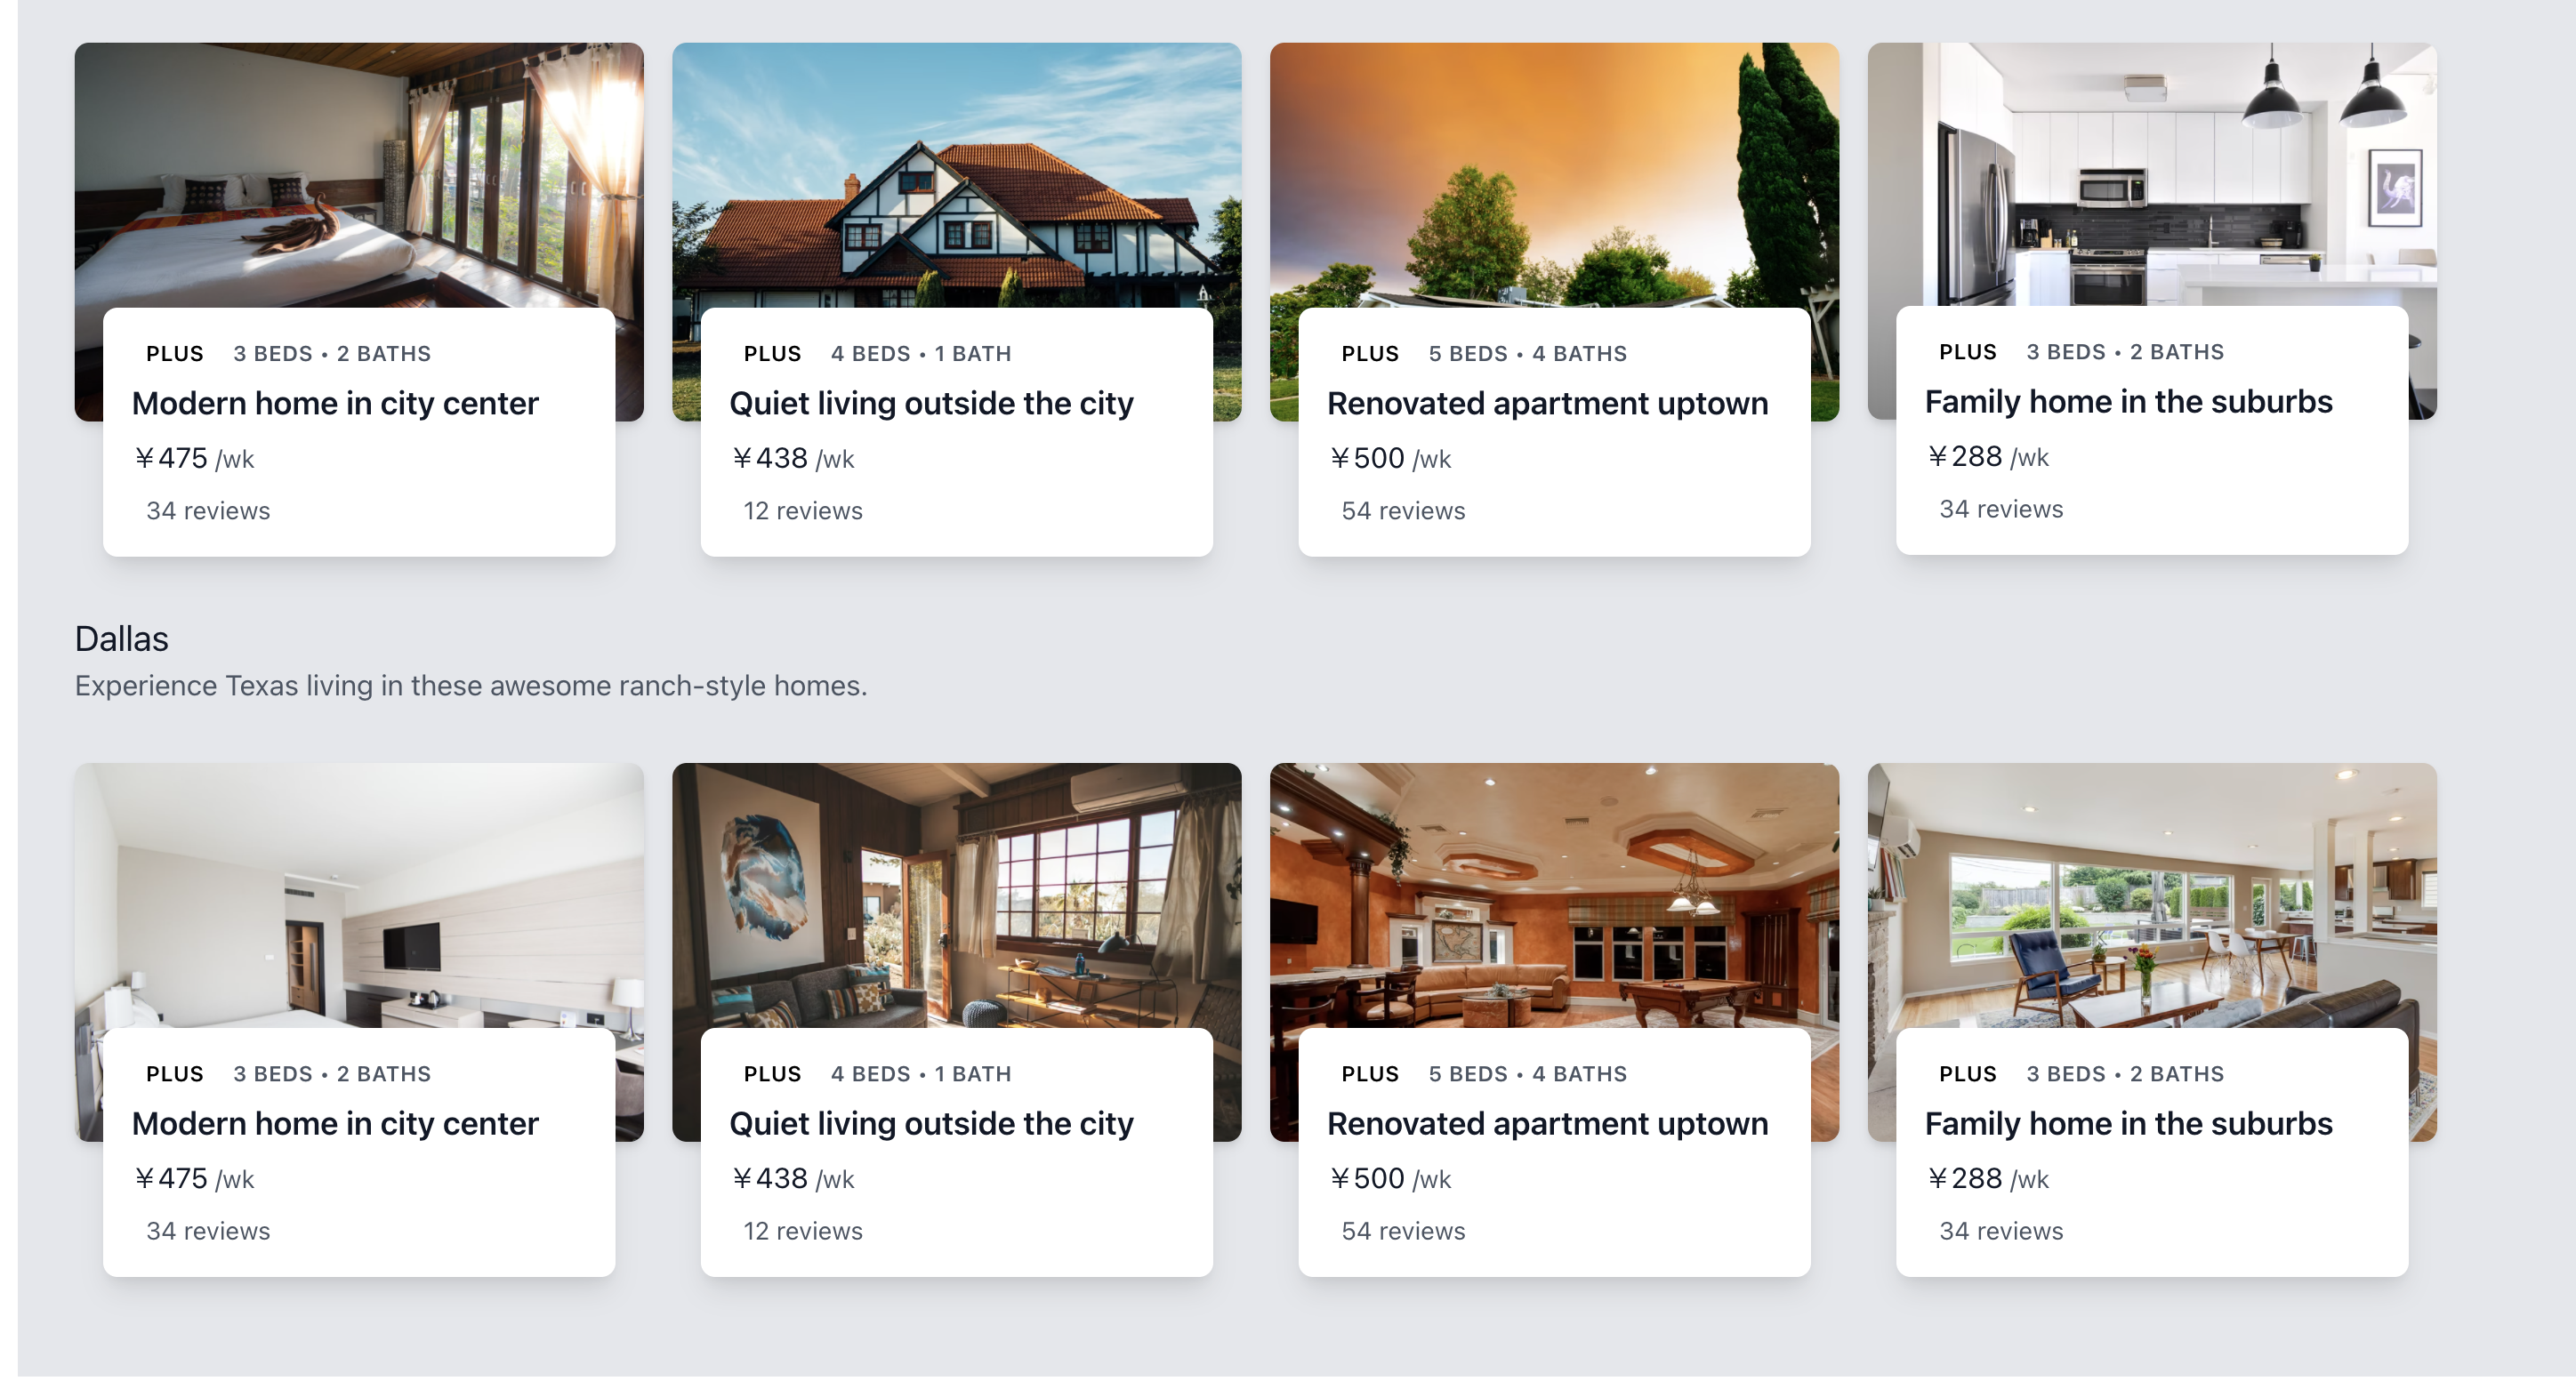 PLUS 3 BEDS • 2 BATHS
Modern home in city center
￥475 /wk
34 reviews
PLUS 4 BEDS • 1 BATH
Quiet living outside the city
￥438 /wk
12 reviews
PLUS 5 BEDS • 4 BATHS
Renovated apartment uptown
￥500 /wk
54 reviews
PLUS 3 BEDS • 2 BATHS
Family home in the suburbs
￥288 /wk
34 reviews
Dallas
Experience Texas living in these awesome ranch-style homes.
PLUS 3 BEDS • 2 BATHS
Modern home in city center
￥475 /wk
34 reviews
PLUS 4 BEDS • 1 BATH
Quiet living outside the city
￥438 /wk
12 reviews
PLUS 5 BEDS • 4 BATHS
Renovated apartment uptown
￥500 /wk
54 reviews
PLUS 3 BEDS • 2 BATHS
Family home in the suburbs
￥288 /wk
34 reviews